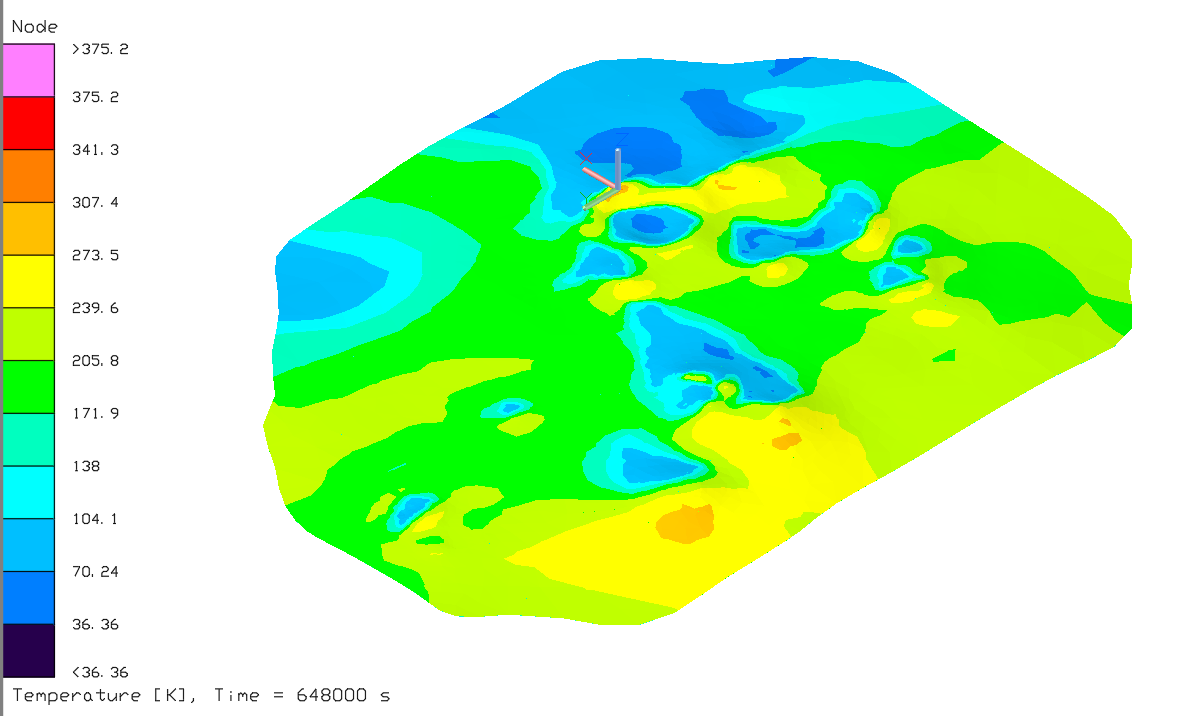 Node
>375.2
375.2
341.3
307.4
273.5
239.6
205.8
171.9
138
104.1
70.24
36.36
<36.36
X
Y
Z
Temperature [K], Time = 648000 s